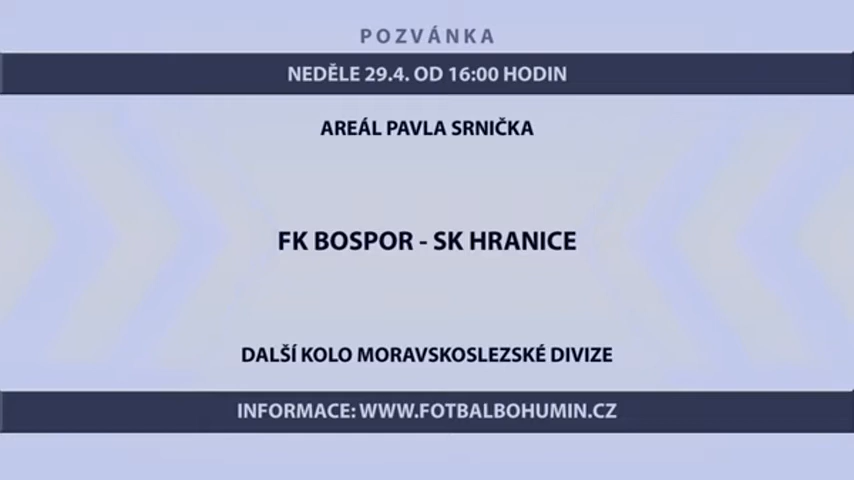 POZVÁNKA
NEDĚLE 29.4. OD 16:00 HODIN
AREÁL PAVLA SRNIČKA
FK BOSPOR - SK HRANICE
DALŠÍ KOLO MORAVSKOSLEZSKÉ DIVIZE
INFORMACE: WWW.FOTBALBOHUMIN.CZ